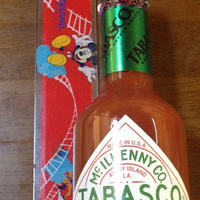 TABASCO
MADE IN U.S.A.
McILHENNY CO.
AVERY ISLAND
LA.
TABASCO